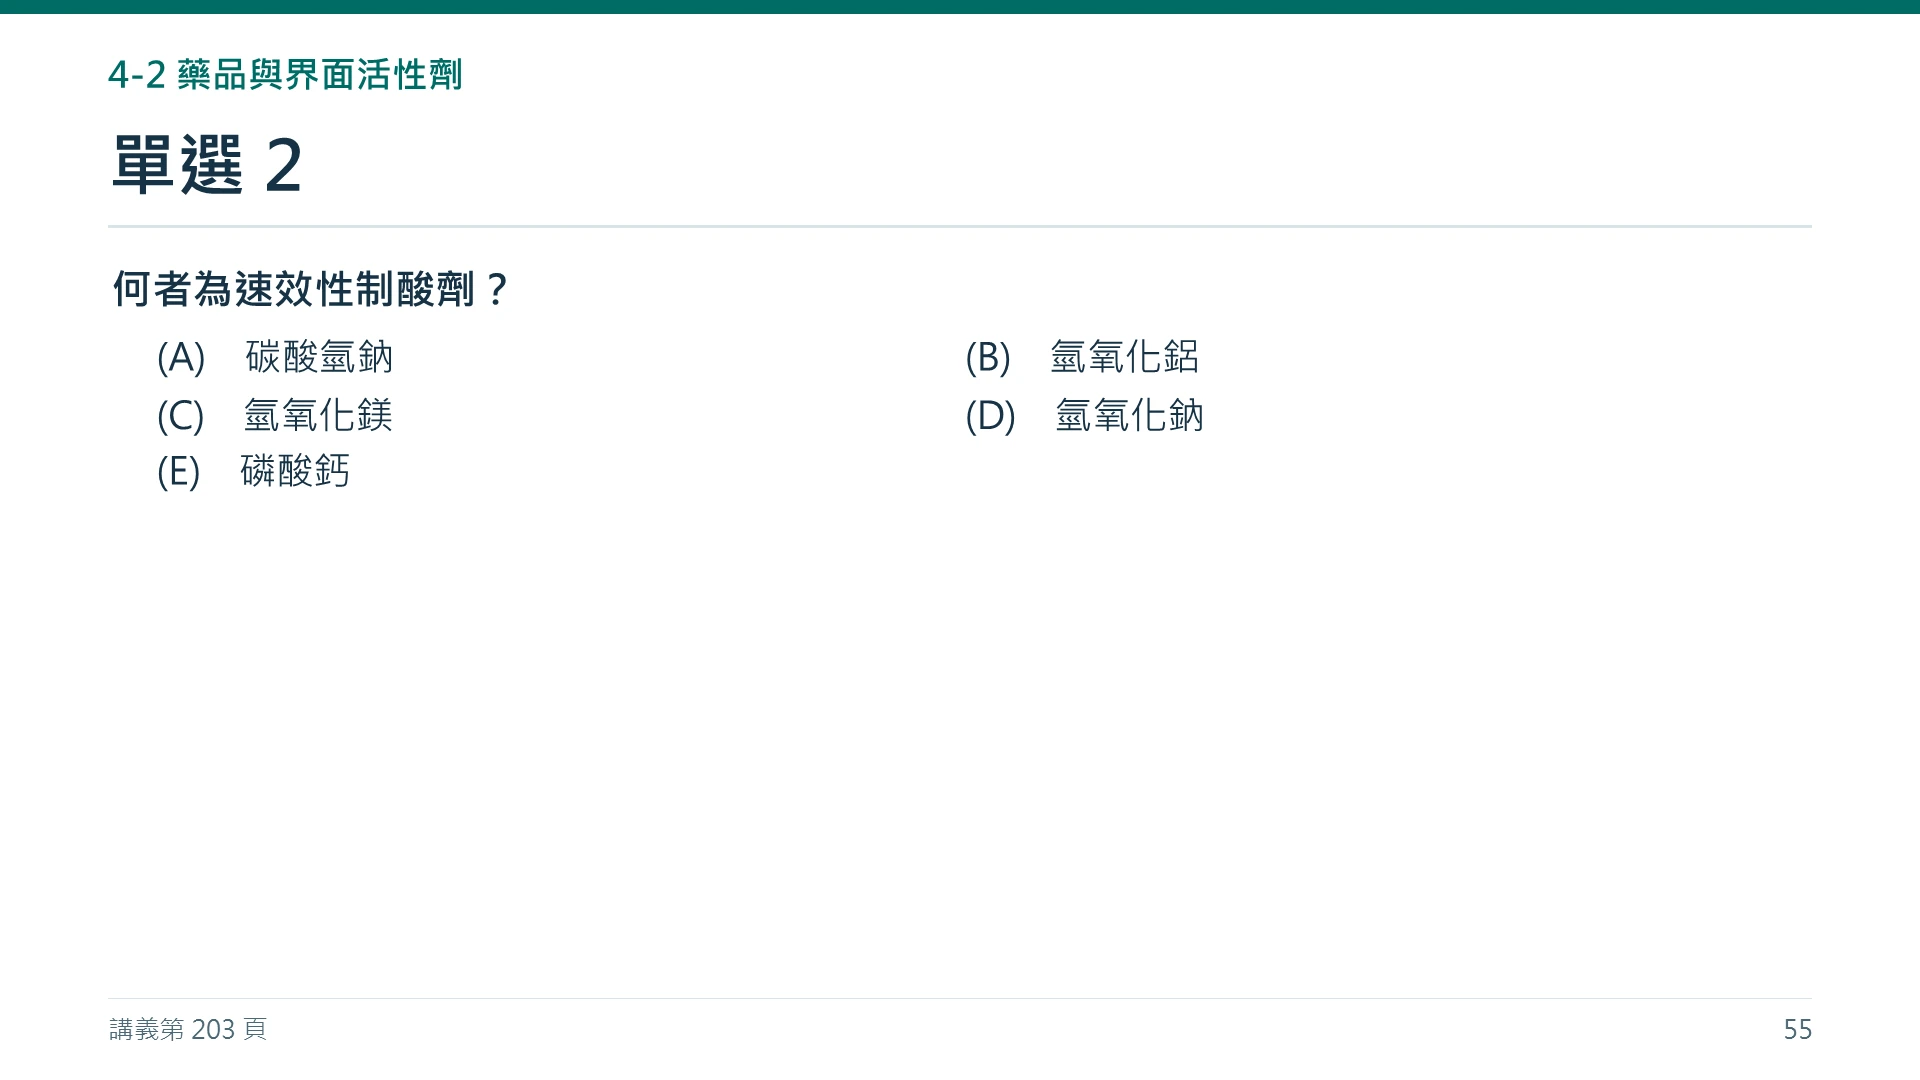 4-2 藥品與界面活性劑
單選 2
何者為速效性制酸劑？
(A) 碳酸氫鈉
(B) 氫氧化鋁
(C) 氫氧化鎂
(D) 氫氧化鈉
(E) 磷酸鈣
講義第 203 頁
55